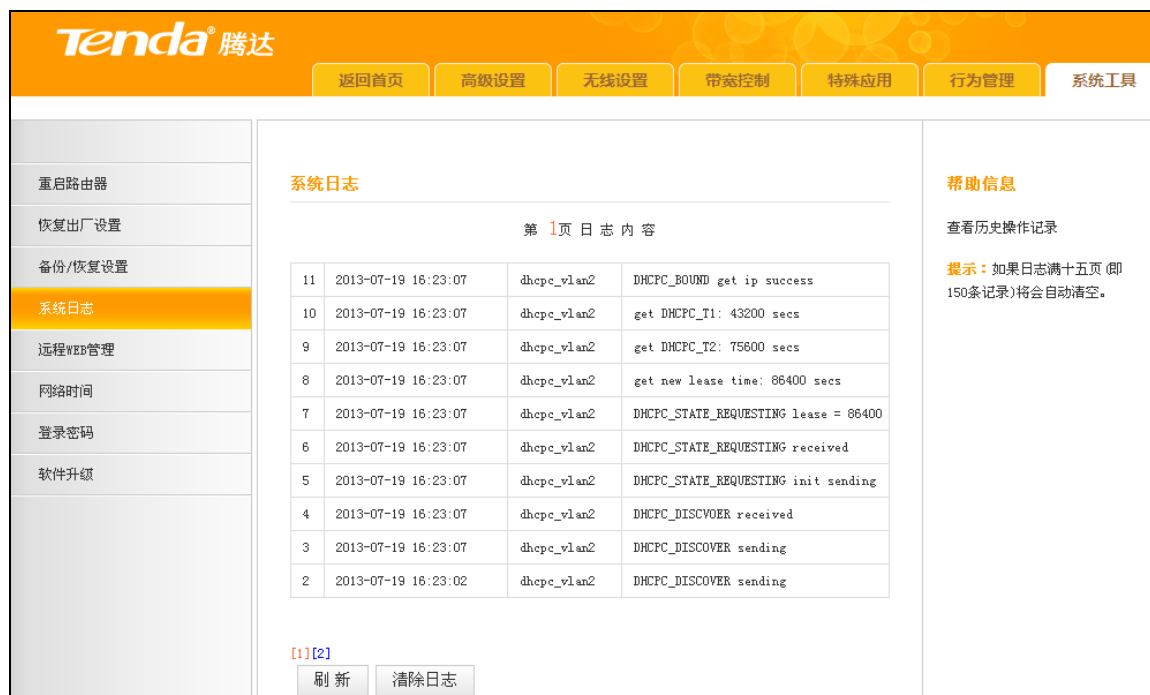 Tenda®腾达
返回首页 高级设置 无线设置 带宽控制 特殊应用 行为管理 系统工具
重启路由器
恢复出厂设置
备份/恢复设置
系统日志
远程WEB管理
网络时间
登录密码
软件升级
系统日志
第 1页 日 志 内 容
11 2013-07-19 16:23:07 dhcpc_vlan2 DHCPC_BOUND get ip success
10 2013-07-19 16:23:07 dhcpc_vlan2 get DHCPC_T1: 43200 secs
9 2013-07-19 16:23:07 dhcpc_vlan2 get DHCPC_T2: 75600 secs
8 2013-07-19 16:23:07 dhcpc_vlan2 get new lease time: 86400 secs
7 2013-07-19 16:23:07 dhcpc_vlan2 DHCPC_STATE_REQUESTING lease = 86400
6 2013-07-19 16:23:07 dhcpc_vlan2 DHCPC_STATE_REQUESTING received
5 2013-07-19 16:23:07 dhcpc_vlan2 DHCPC_STATE_REQUESTING init sending
4 2013-07-19 16:23:07 dhcpc_vlan2 DHCPC_DISCVOER received
3 2013-07-19 16:23:07 dhcpc_vlan2 DHCPC_DISCOVER sending
2 2013-07-19 16:23:02 dhcpc_vlan2 DHCPC_DISCOVER sending
[1][2]
刷 新 清除日志
帮助信息
查看历史操作记录
提示：如果日志满十五页(即
150条记录)将会自动清空。